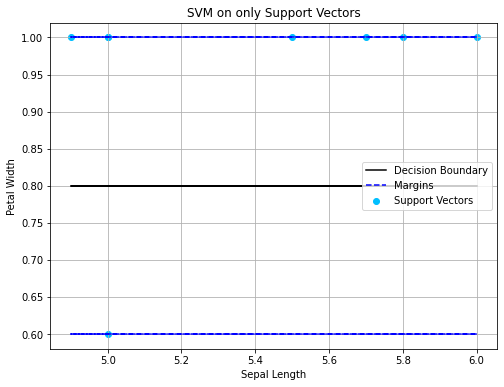 SVM on only Support Vectors
1.00
0.95
0.90
0.85
0.80
0.75
0.70
0.65
0.60
Petal Width
Decision Boundary
Margins
Support Vectors
5.0 5.2 5.4 5.6 5.8 6.0
Sepal Length